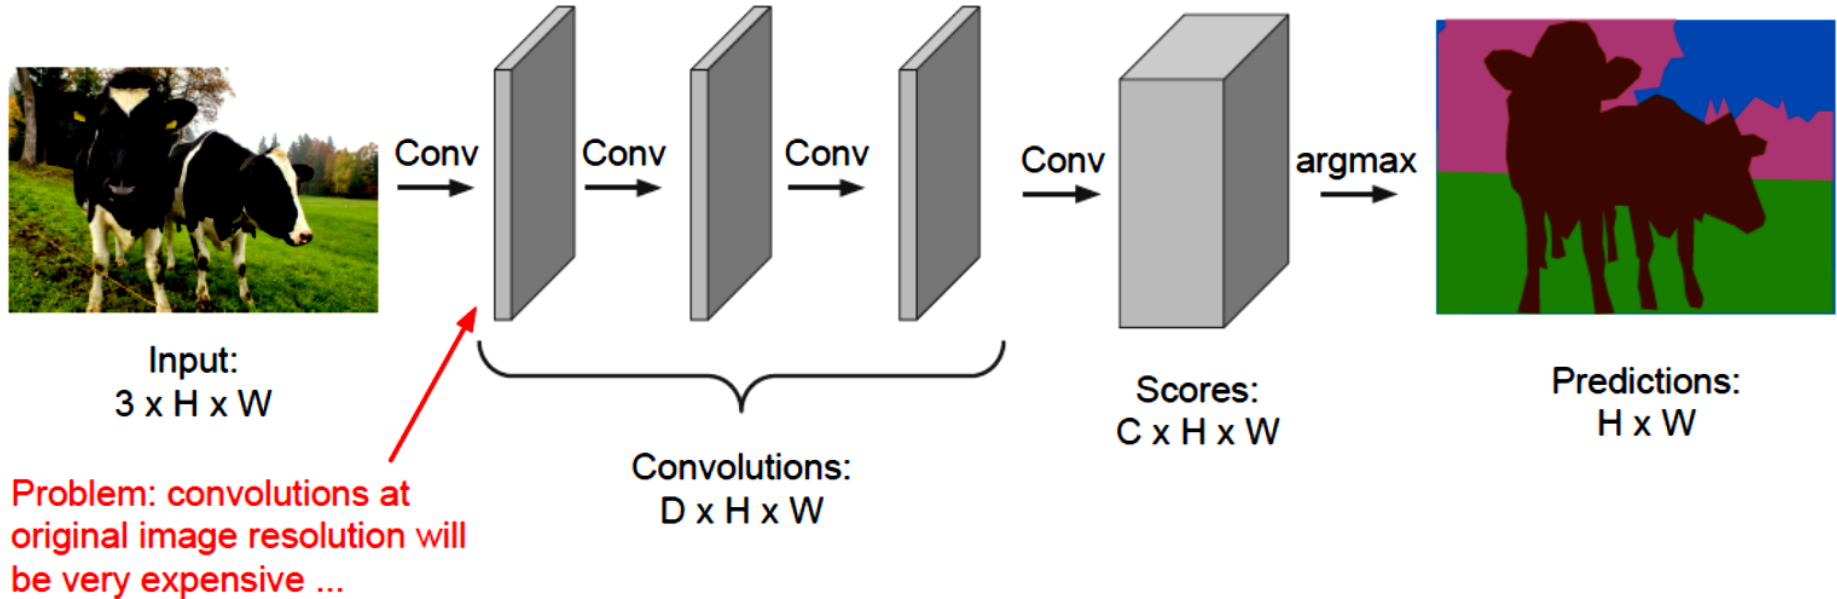 Conv
Conv
Conv
Conv
argmax
Input:
3 x H x W
Problem: convolutions at
original image resolution will
be very expensive ...
Convolutions:
D x H x W
Scores:
C x H x W
Predictions:
H x W